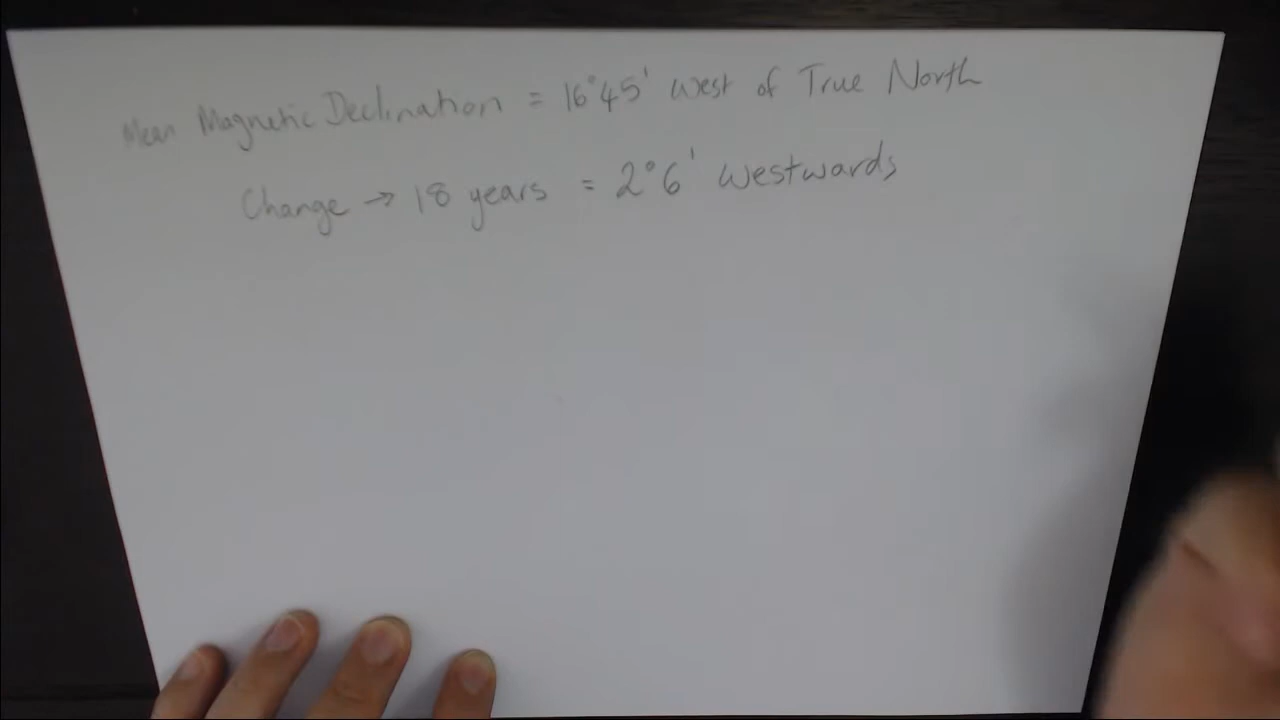 Mean Magnetic Declination = 16°45' West of True North
Change → 18 years = 2°6' Westwards